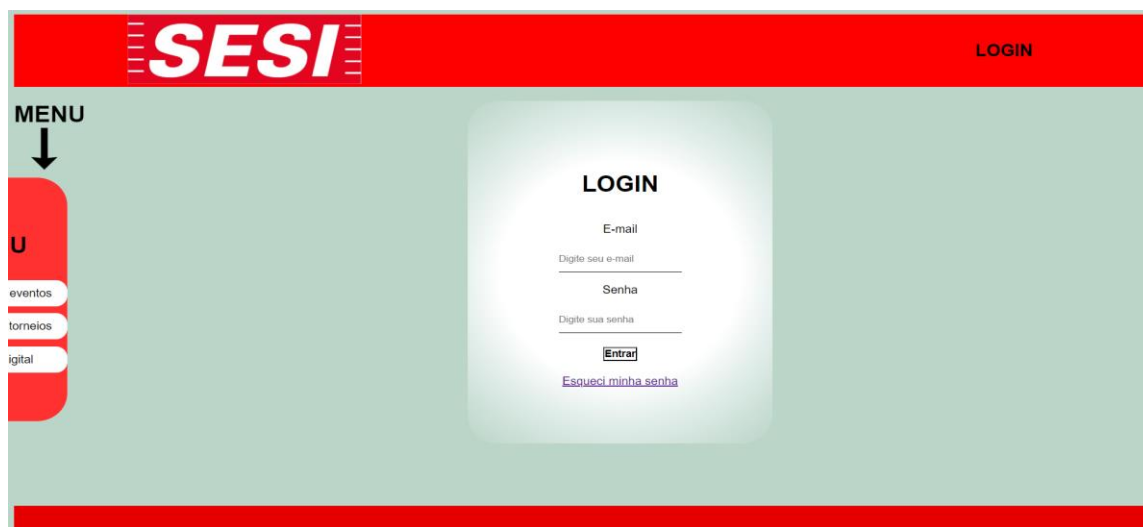 SESI
LOGIN
MENU
U
eventos
torneios
igital
LOGIN
E-mail
Digite seu e-mail
Senha
Digite sua senha
Entrar
Esqueci minha senha